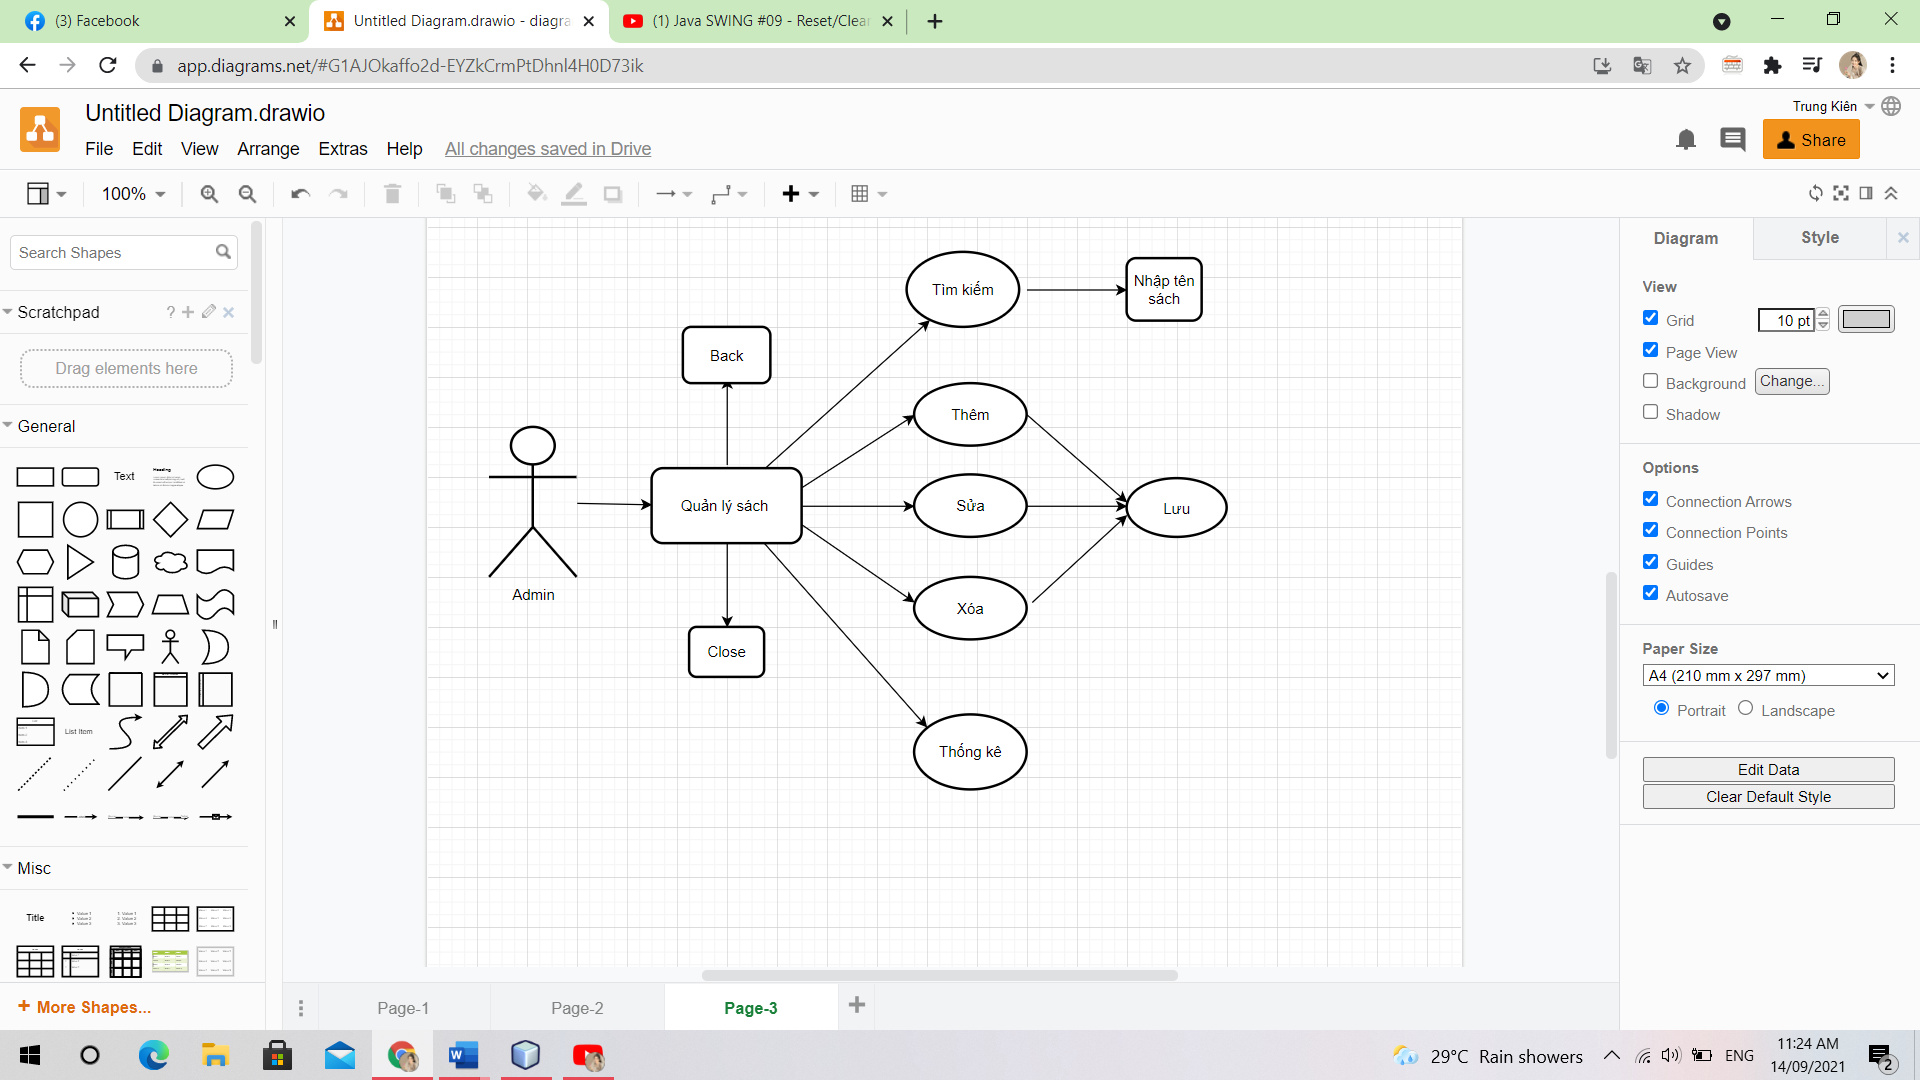 (3) Facebook
Untitled Diagram.drawio - diagra
(1) Java SWING #09 - Reset/Clea
app.diagrams.net/#G1AJOkaffo2d-EYZkCrmPtDhnl4H0D73ik
Untitled Diagram.drawio
Trung Kiên
File Edit View Arrange Extras Help All changes saved in Drive
Share
100%
Search Shapes
Scratchpad
?
Drag elements here
General
Text
Heading
List Item
Misc
Title
+ More Shapes...
Tìm kiếm
Nhập tên
sách
Back
Thêm
Quản lý sách
Sửa
Lưu
Admin
Xóa
Close
Thống kê
Diagram
Style
View
Grid
10 pt
Page View
Background
Change...
Shadow
Options
Connection Arrows
Connection Points
Guides
Autosave
Paper Size
A4 (210 mm x 297 mm)
Portrait
Landscape
Edit Data
Clear Default Style
Page-1
Page-2
Page-3
29°C Rain showers
ENG
11:24 AM
14/09/2021
2